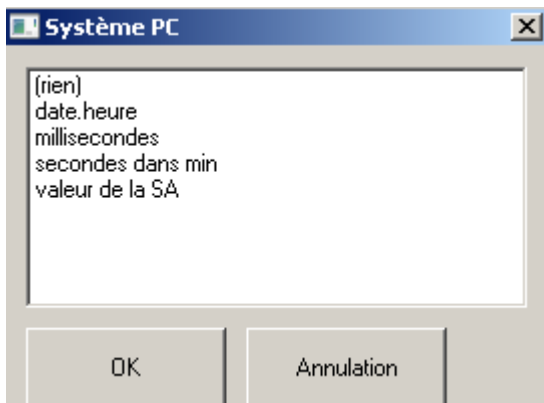 Système PC
(rien)
date.heure
millisecondes
secondes dans min
valeur de la SA
OK
Annulation